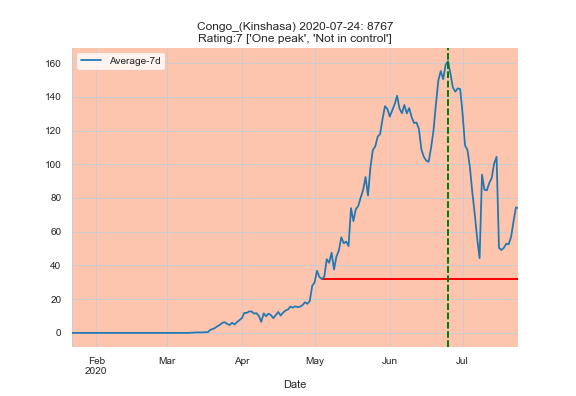 Congo_(Kinshasa) 2020-07-24: 8767
Rating:7 ['One peak', 'Not in control']
Average-7d
160
140
120
100
80
60
40
20
0
Feb
2020
Mar
Apr
May
Jun
Jul
Date